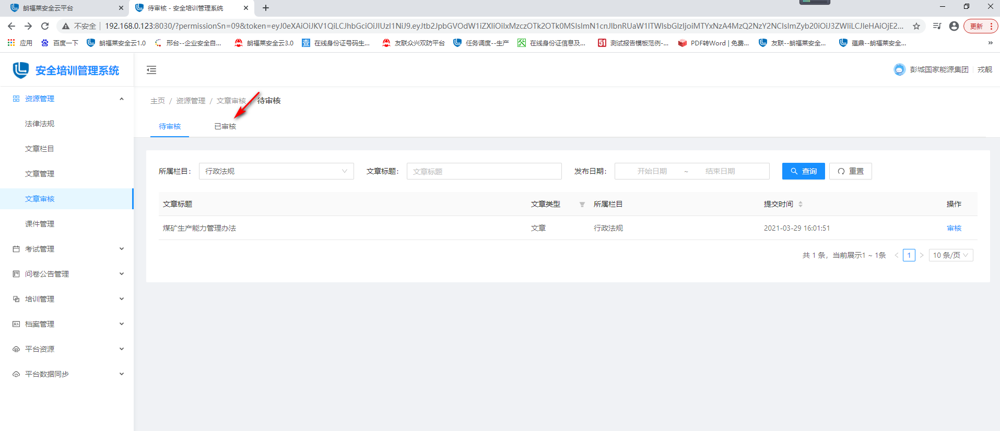 朗福莱安全云平台
待审核 - 安全培训管理系统
不安全
192.168.0.123:8030/?permissionSn=09&token=eyJ0eXAiOiJKV1QiLCJhbGciOiJIUzI1NiJ9.eyJtb2JpbGVOdW1iZXIiOiIxMzczOTk2OTk0MSIsImN1cnJlbnRUaW1lTWlsbGlzIjoiMTYxNzA4MzQ2NzY2NCIsImZyb20iOiJ3ZWIiLCJleHAiOjE2...
更新
应用
百度一下
朗福莱安全云1.0
邢台--企业安全自...
朗福莱安全云3.0
查
在线身份证号码生...
友联众兴双防平台
任务调度--生产
在线身份证信息及...
51
测试报告模板范例-...
PDF转Word | 免费...
友联--朗福莱安全...
蕴鼎--朗福莱安全...
»
安全培训管理系统
彭城国家能源集团
戎靓
资源管理
法律法规
文章栏目
文章管理
文章审核
课件管理
考试管理
问卷公告管理
培训管理
档案管理
平台资源
平台数据同步
主页 / 资源管理 / 文章审核 待审核
待审核
已审核
所属栏目： 行政法规
文章标题： 文章标题
发布日期： 开始日期 ~ 结束日期
查询
重置
文章标题 文章类型 所属栏目 提交时间 操作
煤矿生产能力管理办法 文章 行政法规 2021-03-29 16:01:51 审核
共 1 条，当前展示1 ~ 1条 < 1 > 10 条/页